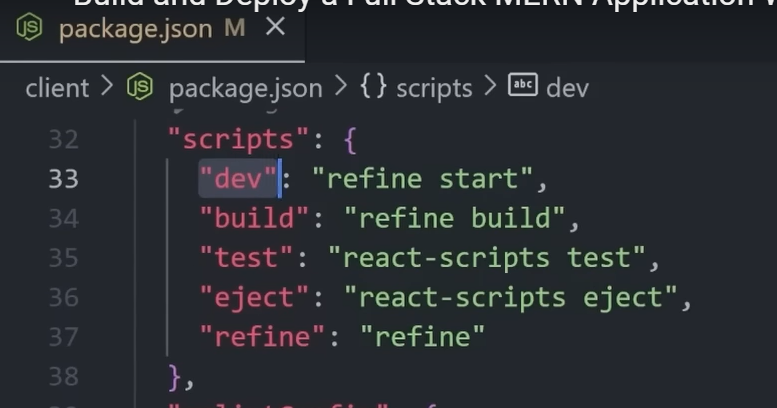 Build and Deploy a Full Stack MERN Application
package.json M ×
client > package.json > {} scripts > abc dev
32 "scripts": {
33 "dev": "refine start",
34 "build": "refine build",
35 "test": "react-scripts test",
36 "eject": "react-scripts eject",
37 "refine": "refine"
38 },